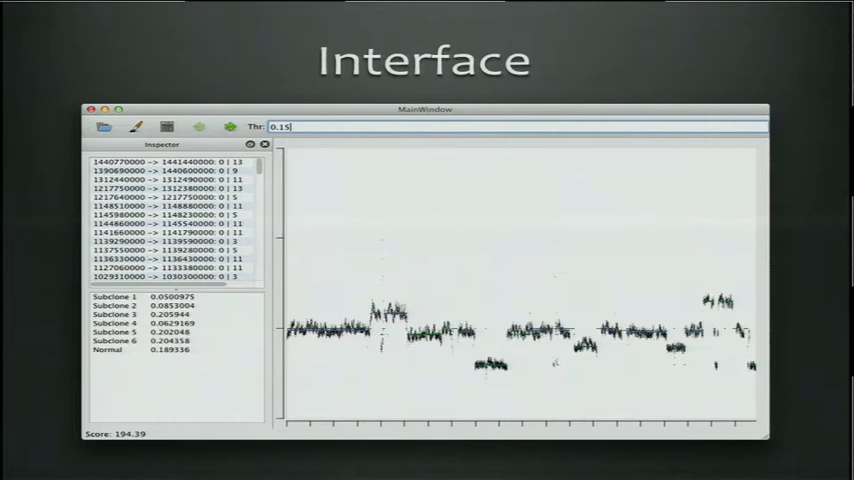 Interface
MainWindow
Thr: 0.15
Inspector
1440770000 -> 1441440000: 0 | 13
1390690000 -> 1440600000: 0 | 9
1312440000 -> 1312490000: 0 | 11
1217750000 -> 1312380000: 0 | 13
1217640000 -> 1217750000: 0 | 5
1148510000 -> 1148880000: 0 | 11
1145980000 -> 1148230000: 0 | 5
1144860000 -> 1145540000: 0 | 11
1141660000 -> 1141730000: 0 | 11
1139290000 -> 1139590000: 0 | 3
1137550000 -> 1139280000: 0 | 5
1136330000 -> 1136430000: 0 | 11
1127060000 -> 1133380000: 0 | 11
1029310000 -> 1030300000: 0 | 3
Subclone 1 0.0500975
Subclone 2 0.0853004
Subclone 3 0.205944
Subclone 4 0.0629169
Subclone 5 0.202048
Subclone 6 0.204358
Normal 0.189336
Score: 194.39